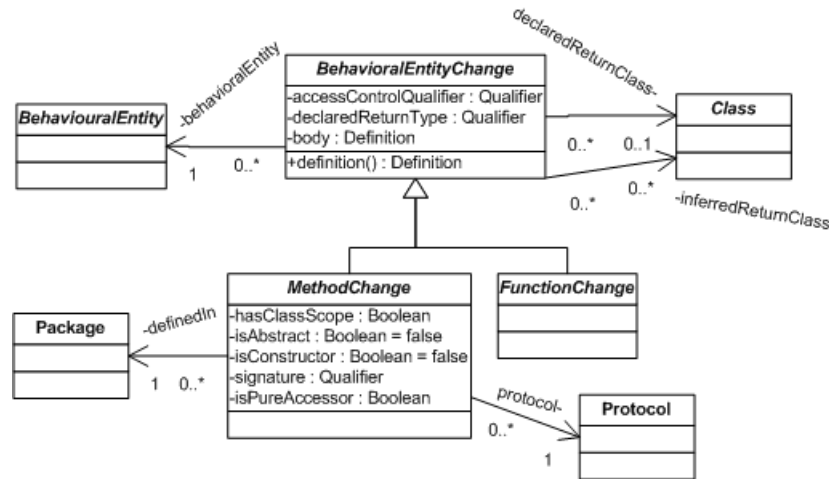 declaredReturnClass-
BehavioralEntityChange
-accessControlQualifier : Qualifier
-declaredReturnType : Qualifier
-body : Definition
+definition() : Definition
-behavioralEntity
BehaviouralEntity
1
0..*
Class
0..*
0..1
0..*
0..*
-inferredReturnClass
MethodChange
-hasClassScope : Boolean
-isAbstract : Boolean = false
-isConstructor : Boolean = false
-signature : Qualifier
-isPureAccessor : Boolean
FunctionChange
Package
-definedIn
1
0..*
protocol-
0..*
1
Protocol